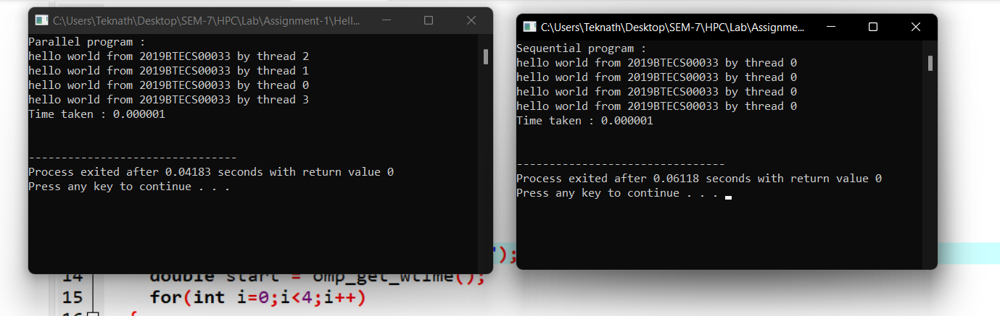 C:\Users\Teknath\Desktop\SEM-7\HPC\Lab\Assignment-1\Hell...
Parallel program :
hello world from 2019BTECS00033 by thread 2
hello world from 2019BTECS00033 by thread 1
hello world from 2019BTECS00033 by thread 0
hello world from 2019BTECS00033 by thread 3
Time taken : 0.000001
--------------------------------
Process exited after 0.04183 seconds with return value 0
Press any key to continue . . .
C:\Users\Teknath\Desktop\SEM-7\HPC\Lab\Assignme...
Sequential program :
hello world from 2019BTECS00033 by thread 0
hello world from 2019BTECS00033 by thread 0
hello world from 2019BTECS00033 by thread 0
hello world from 2019BTECS00033 by thread 0
Time taken : 0.000001
--------------------------------
Process exited after 0.06118 seconds with return value 0
Press any key to continue . . .
");
14 double start = omp_get_wtime();
15 for(int i=0;i<4;i++)
16 {